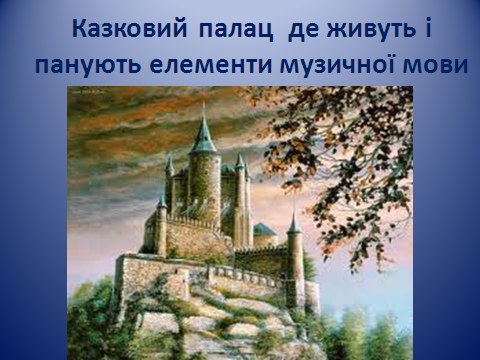 Казковий палац де живуть і
панують елементи музичної мови